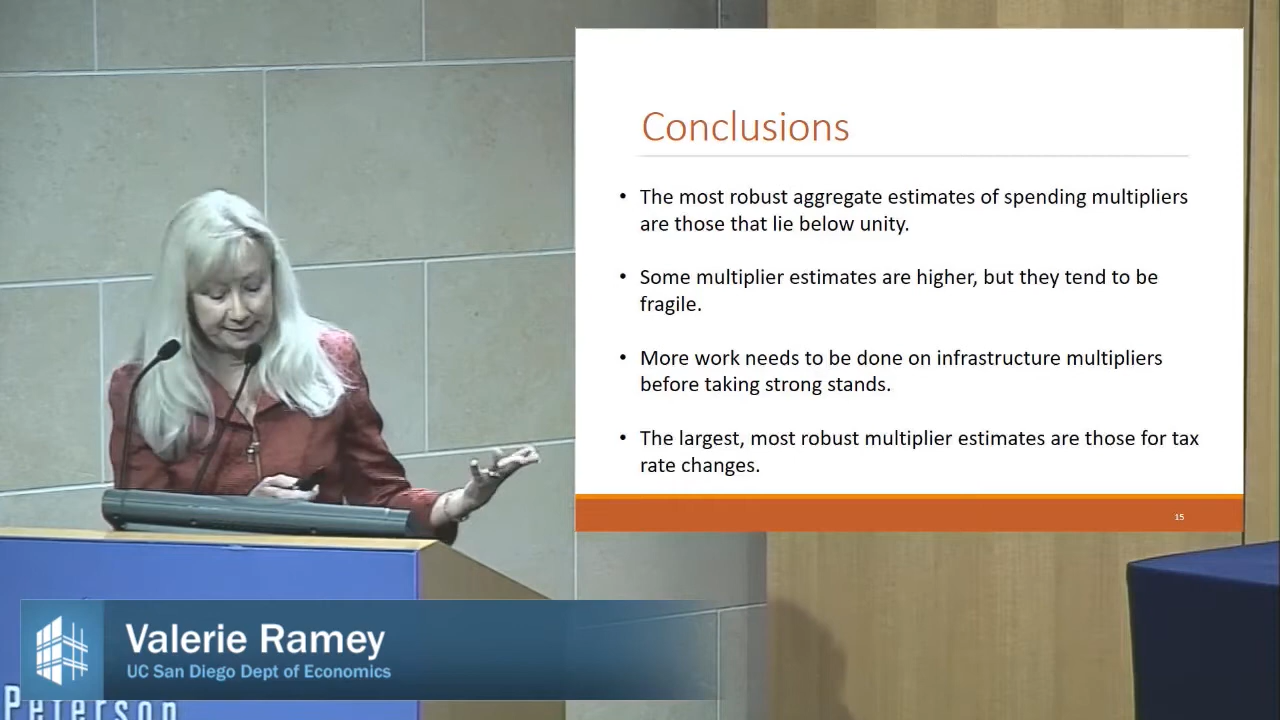 Conclusions
• The most robust aggregate estimates of spending multipliers
are those that lie below unity.
• Some multiplier estimates are higher, but they tend to be
fragile.
• More work needs to be done on infrastructure multipliers
before taking strong stands.
• The largest, most robust multiplier estimates are those for tax
rate changes.
15
Valerie Ramey
UC San Diego Dept of Economics
Peterson